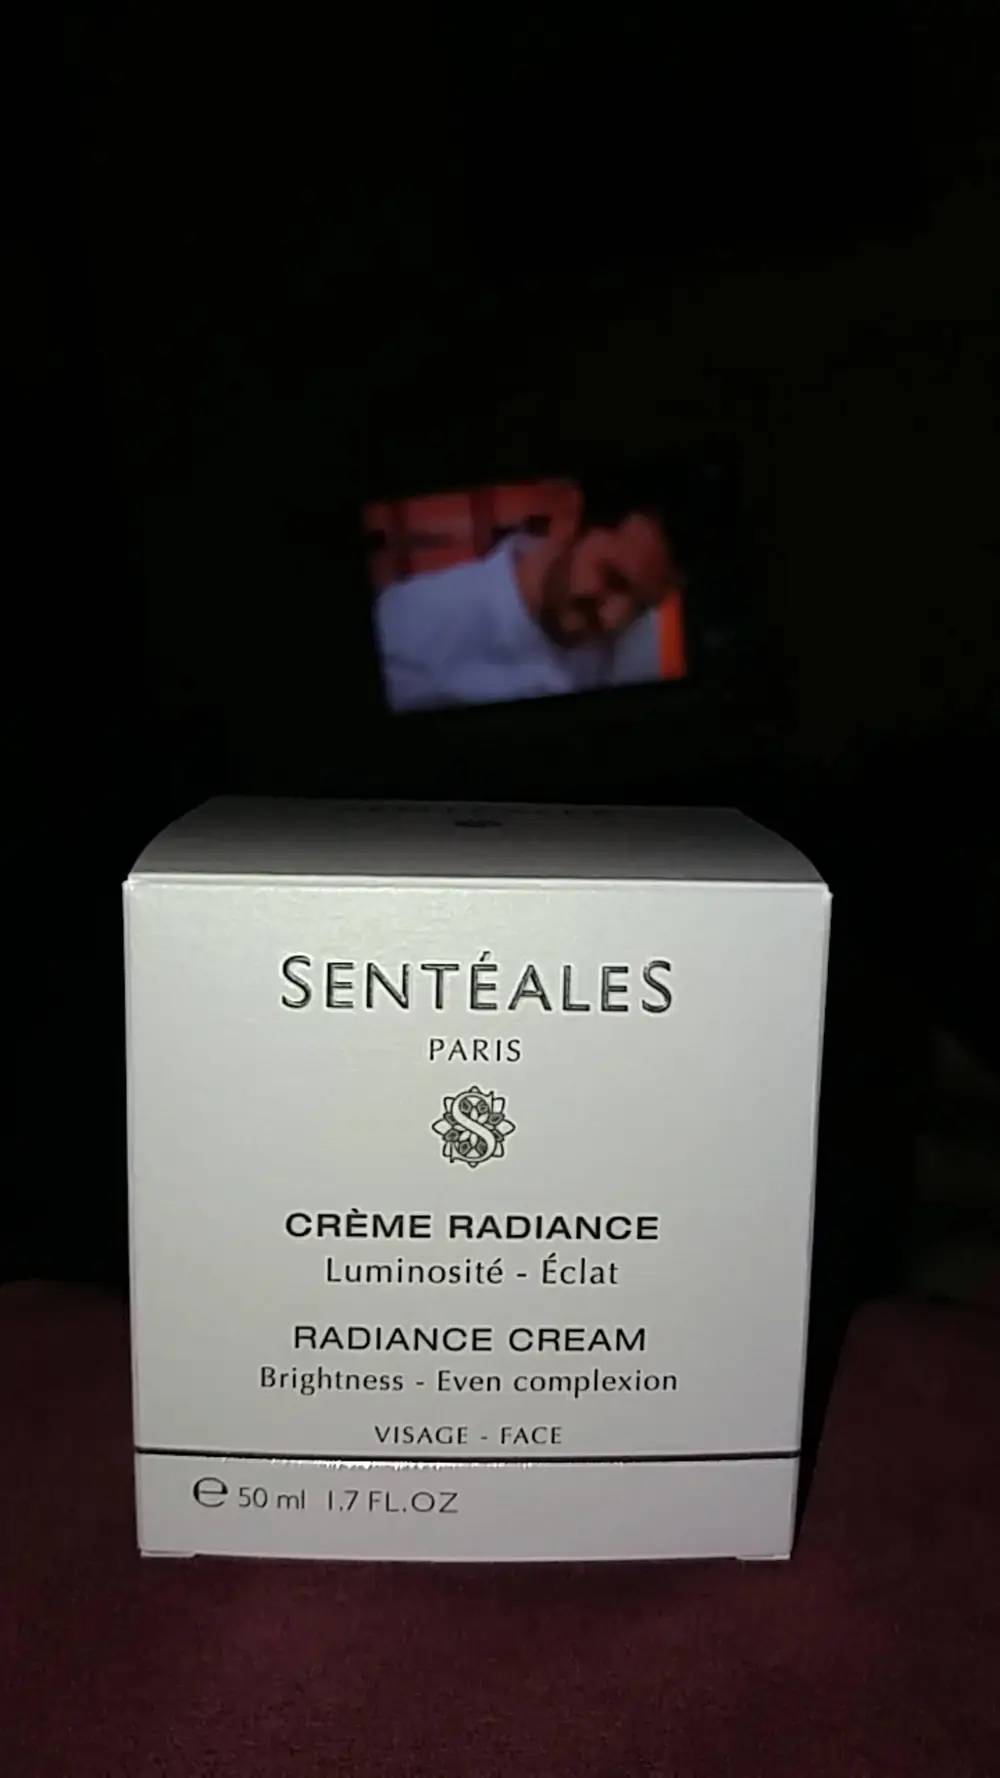 SENTÉALES
PARIS
CRÈME RADIANCE
Luminosité - Éclat
RADIANCE CREAM
Brightness - Even complexion
VISAGE - FACE
℮ 50 ml 1.7 FL.OZ